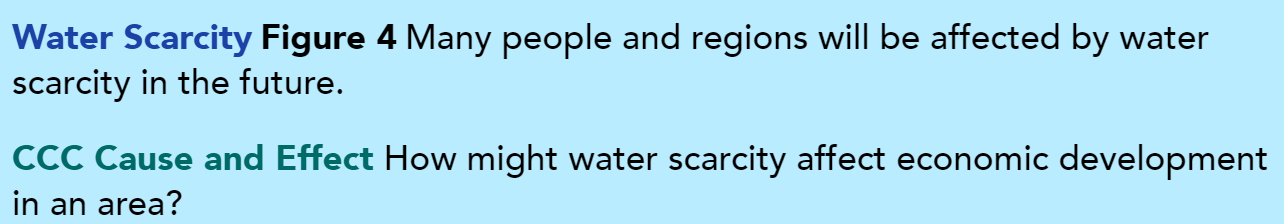 Water Scarcity Figure 4 Many people and regions will be affected by water
scarcity in the future.
CCC Cause and Effect How might water scarcity affect economic development
in an area?